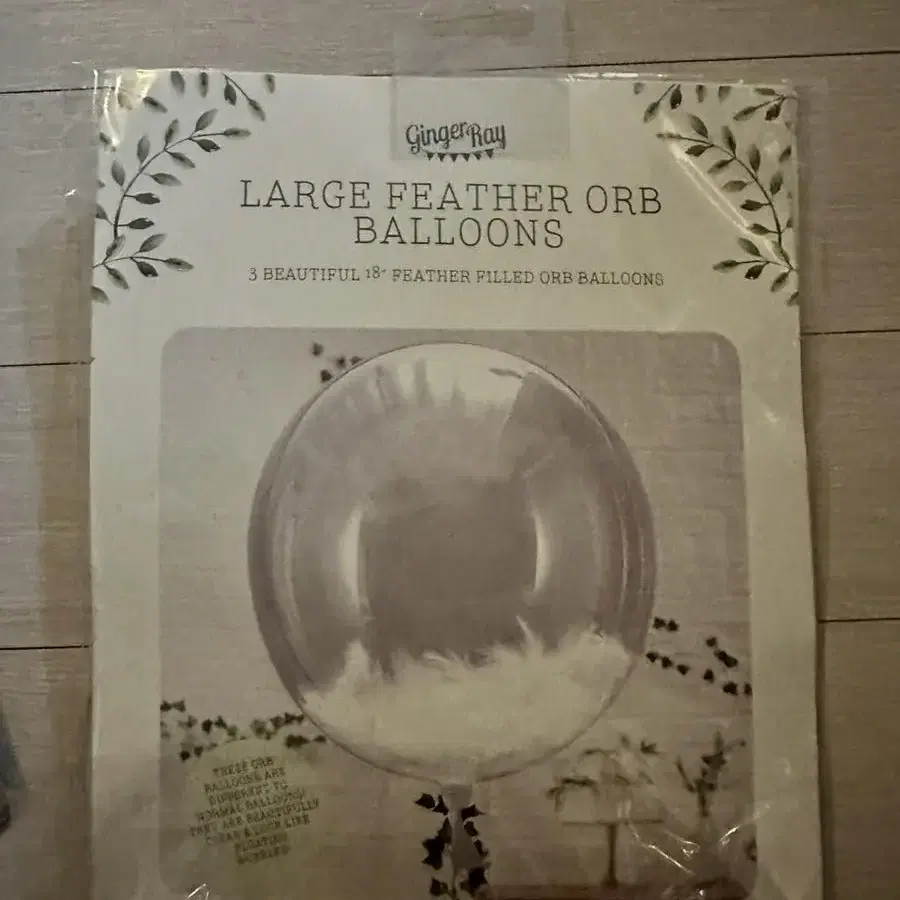 Ginger Ray
LARGE FEATHER ORB
BALLOONS
3 BEAUTIFUL 18" FEATHER FILLED ORB BALLOONS
THESE ORB
BALLOONS ARE
DIFFERENT TO
NORMAL BALLOONS!
THEY ARE BEAUTIFULLY
CLEAR & LOOK LIKE
FLOATING
BUBBLES!